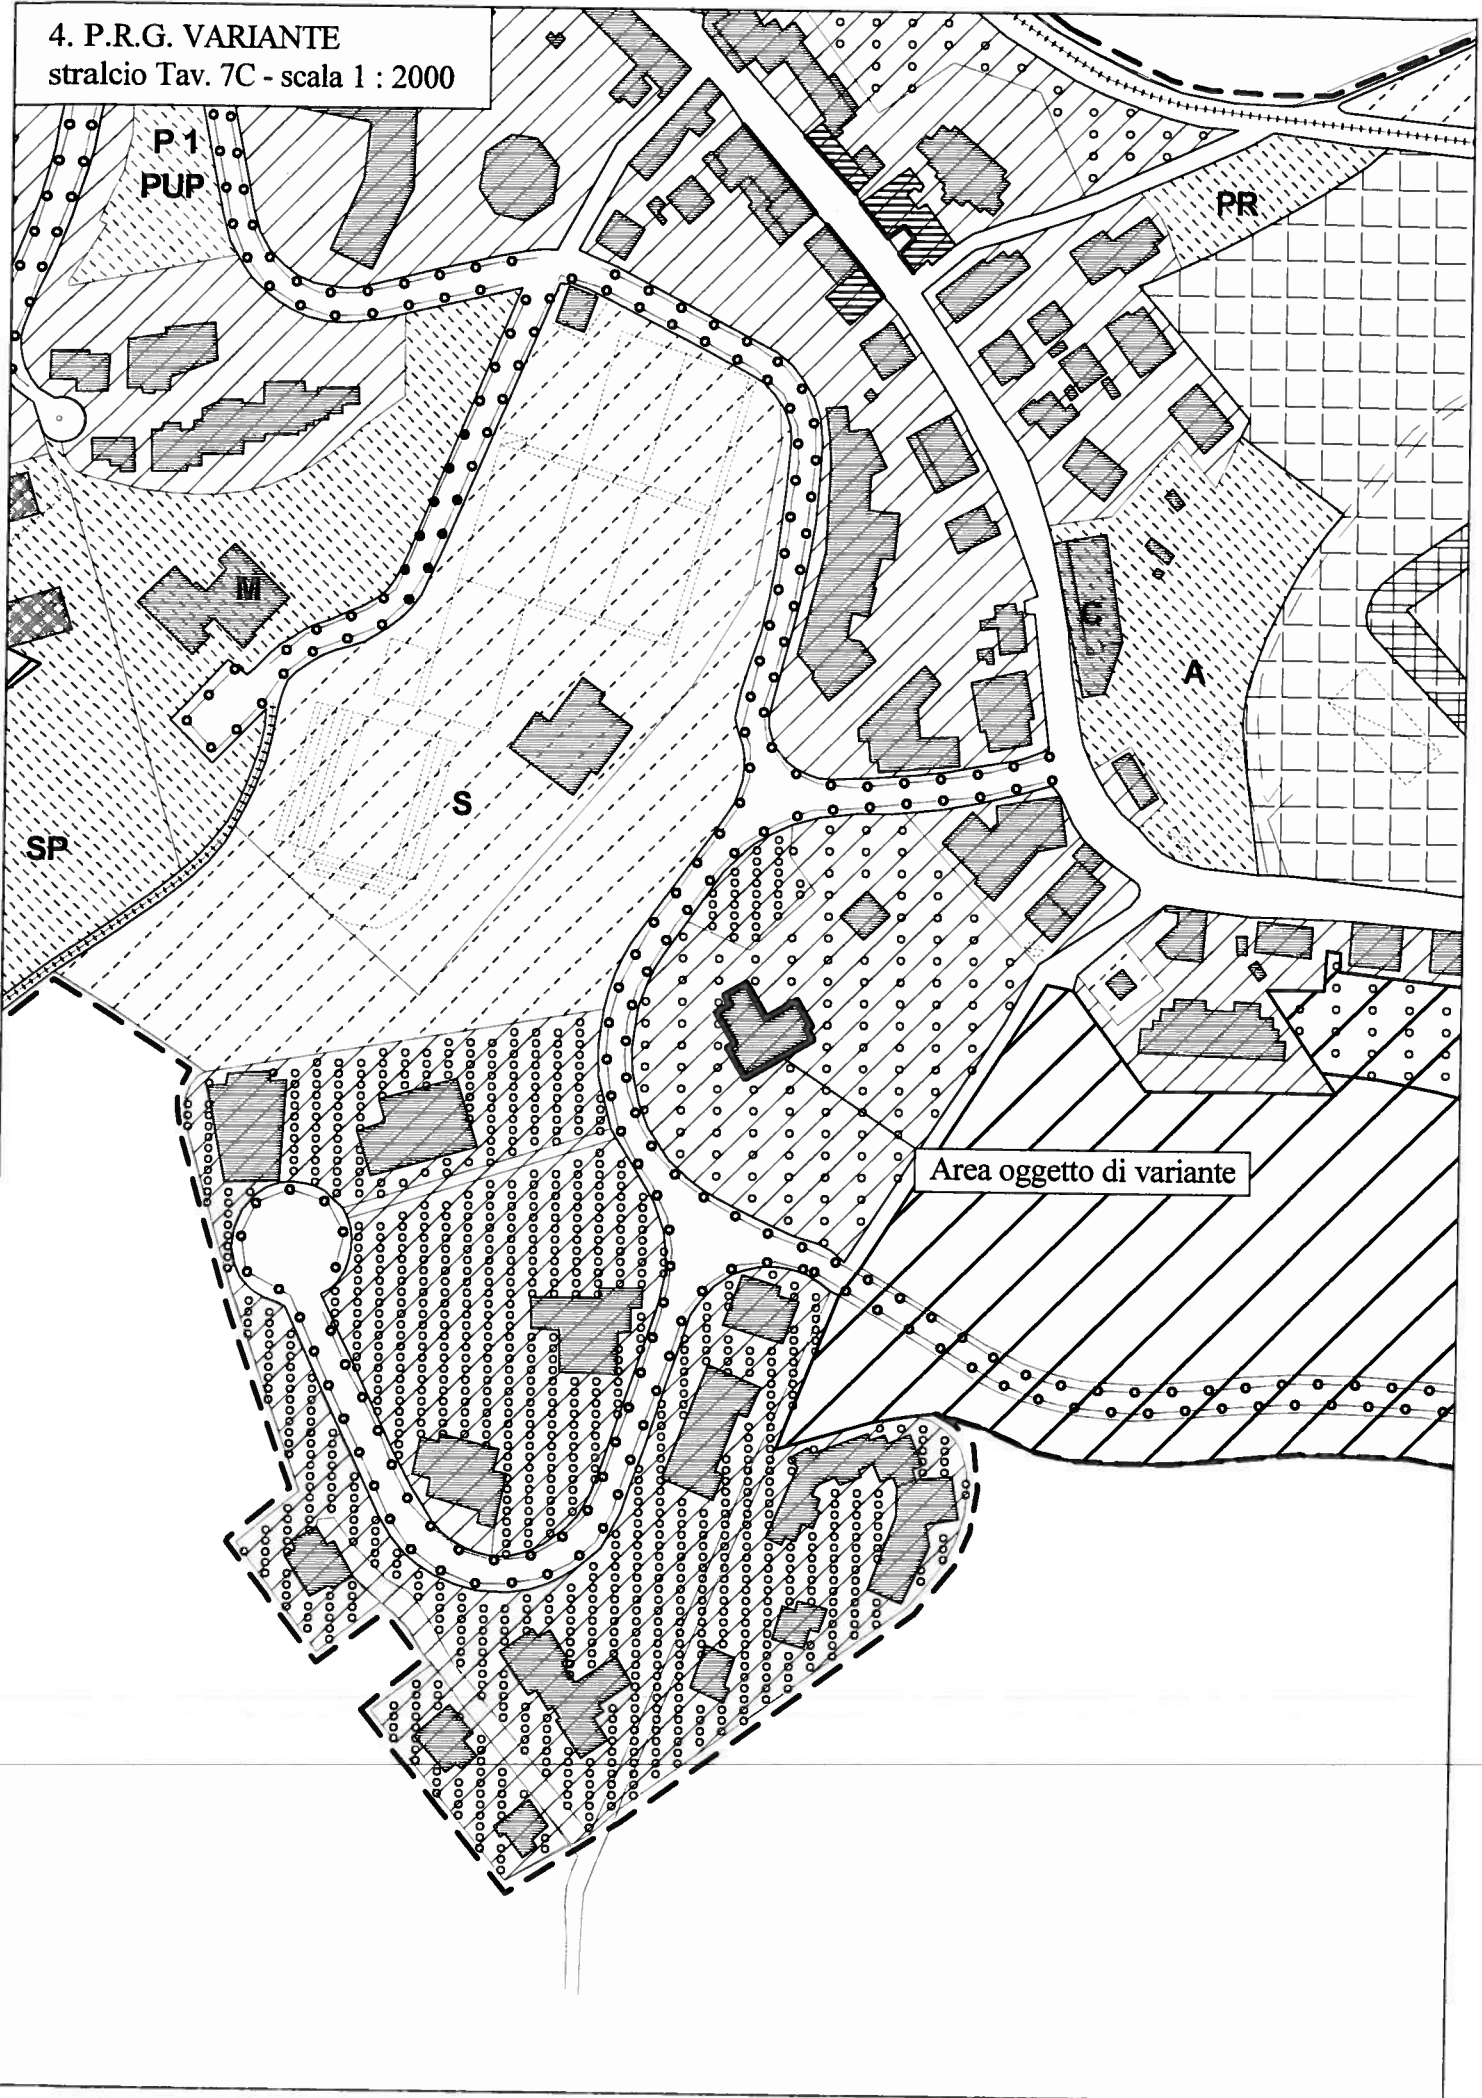 4. P.R.G. VARIANTE
stralcio Tav. 7C - scala 1 : 2000
P 1
PUP
PR
M
C
A
S
SP
Area oggetto di variante